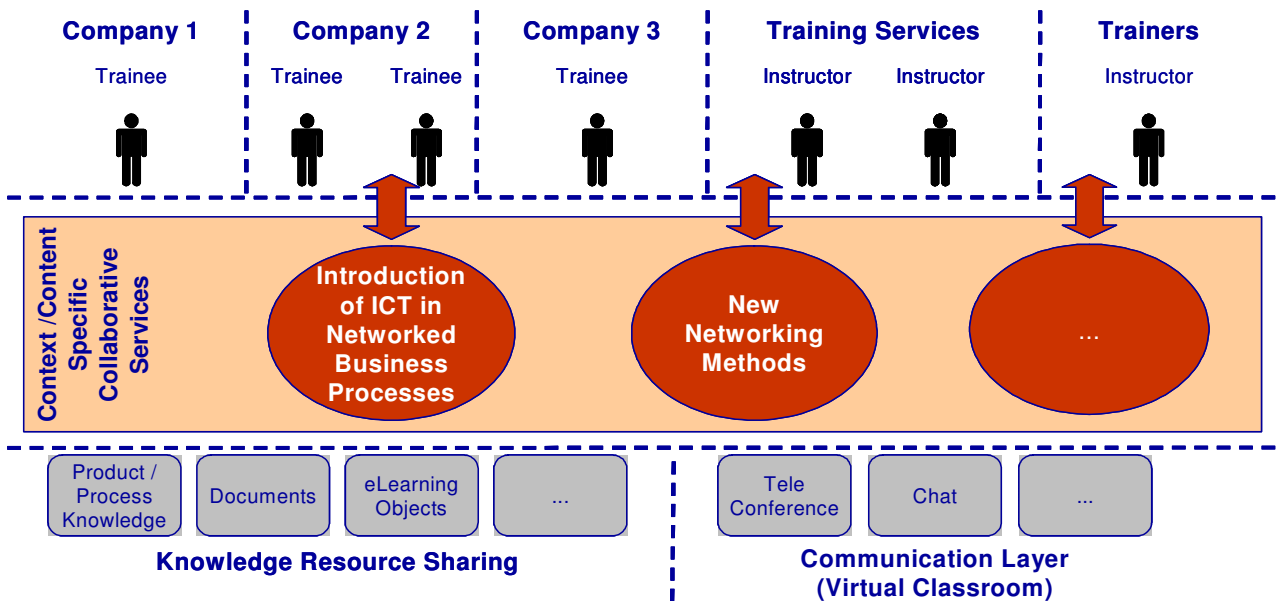 Company 1
Company 2
Company 3
Training Services
Trainers
Trainee
Trainee
Trainee
Trainee
Instructor
Instructor
Instructor
Context /Content
Specific
Collaborative
Services
Introduction
of ICT in
Networked
Business
Processes
New
Networking
Methods
...
Product /
Process
Knowledge
Documents
eLearning
Objects
...
Tele
Conference
Chat
...
Knowledge Resource Sharing
Communication Layer
(Virtual Classroom)